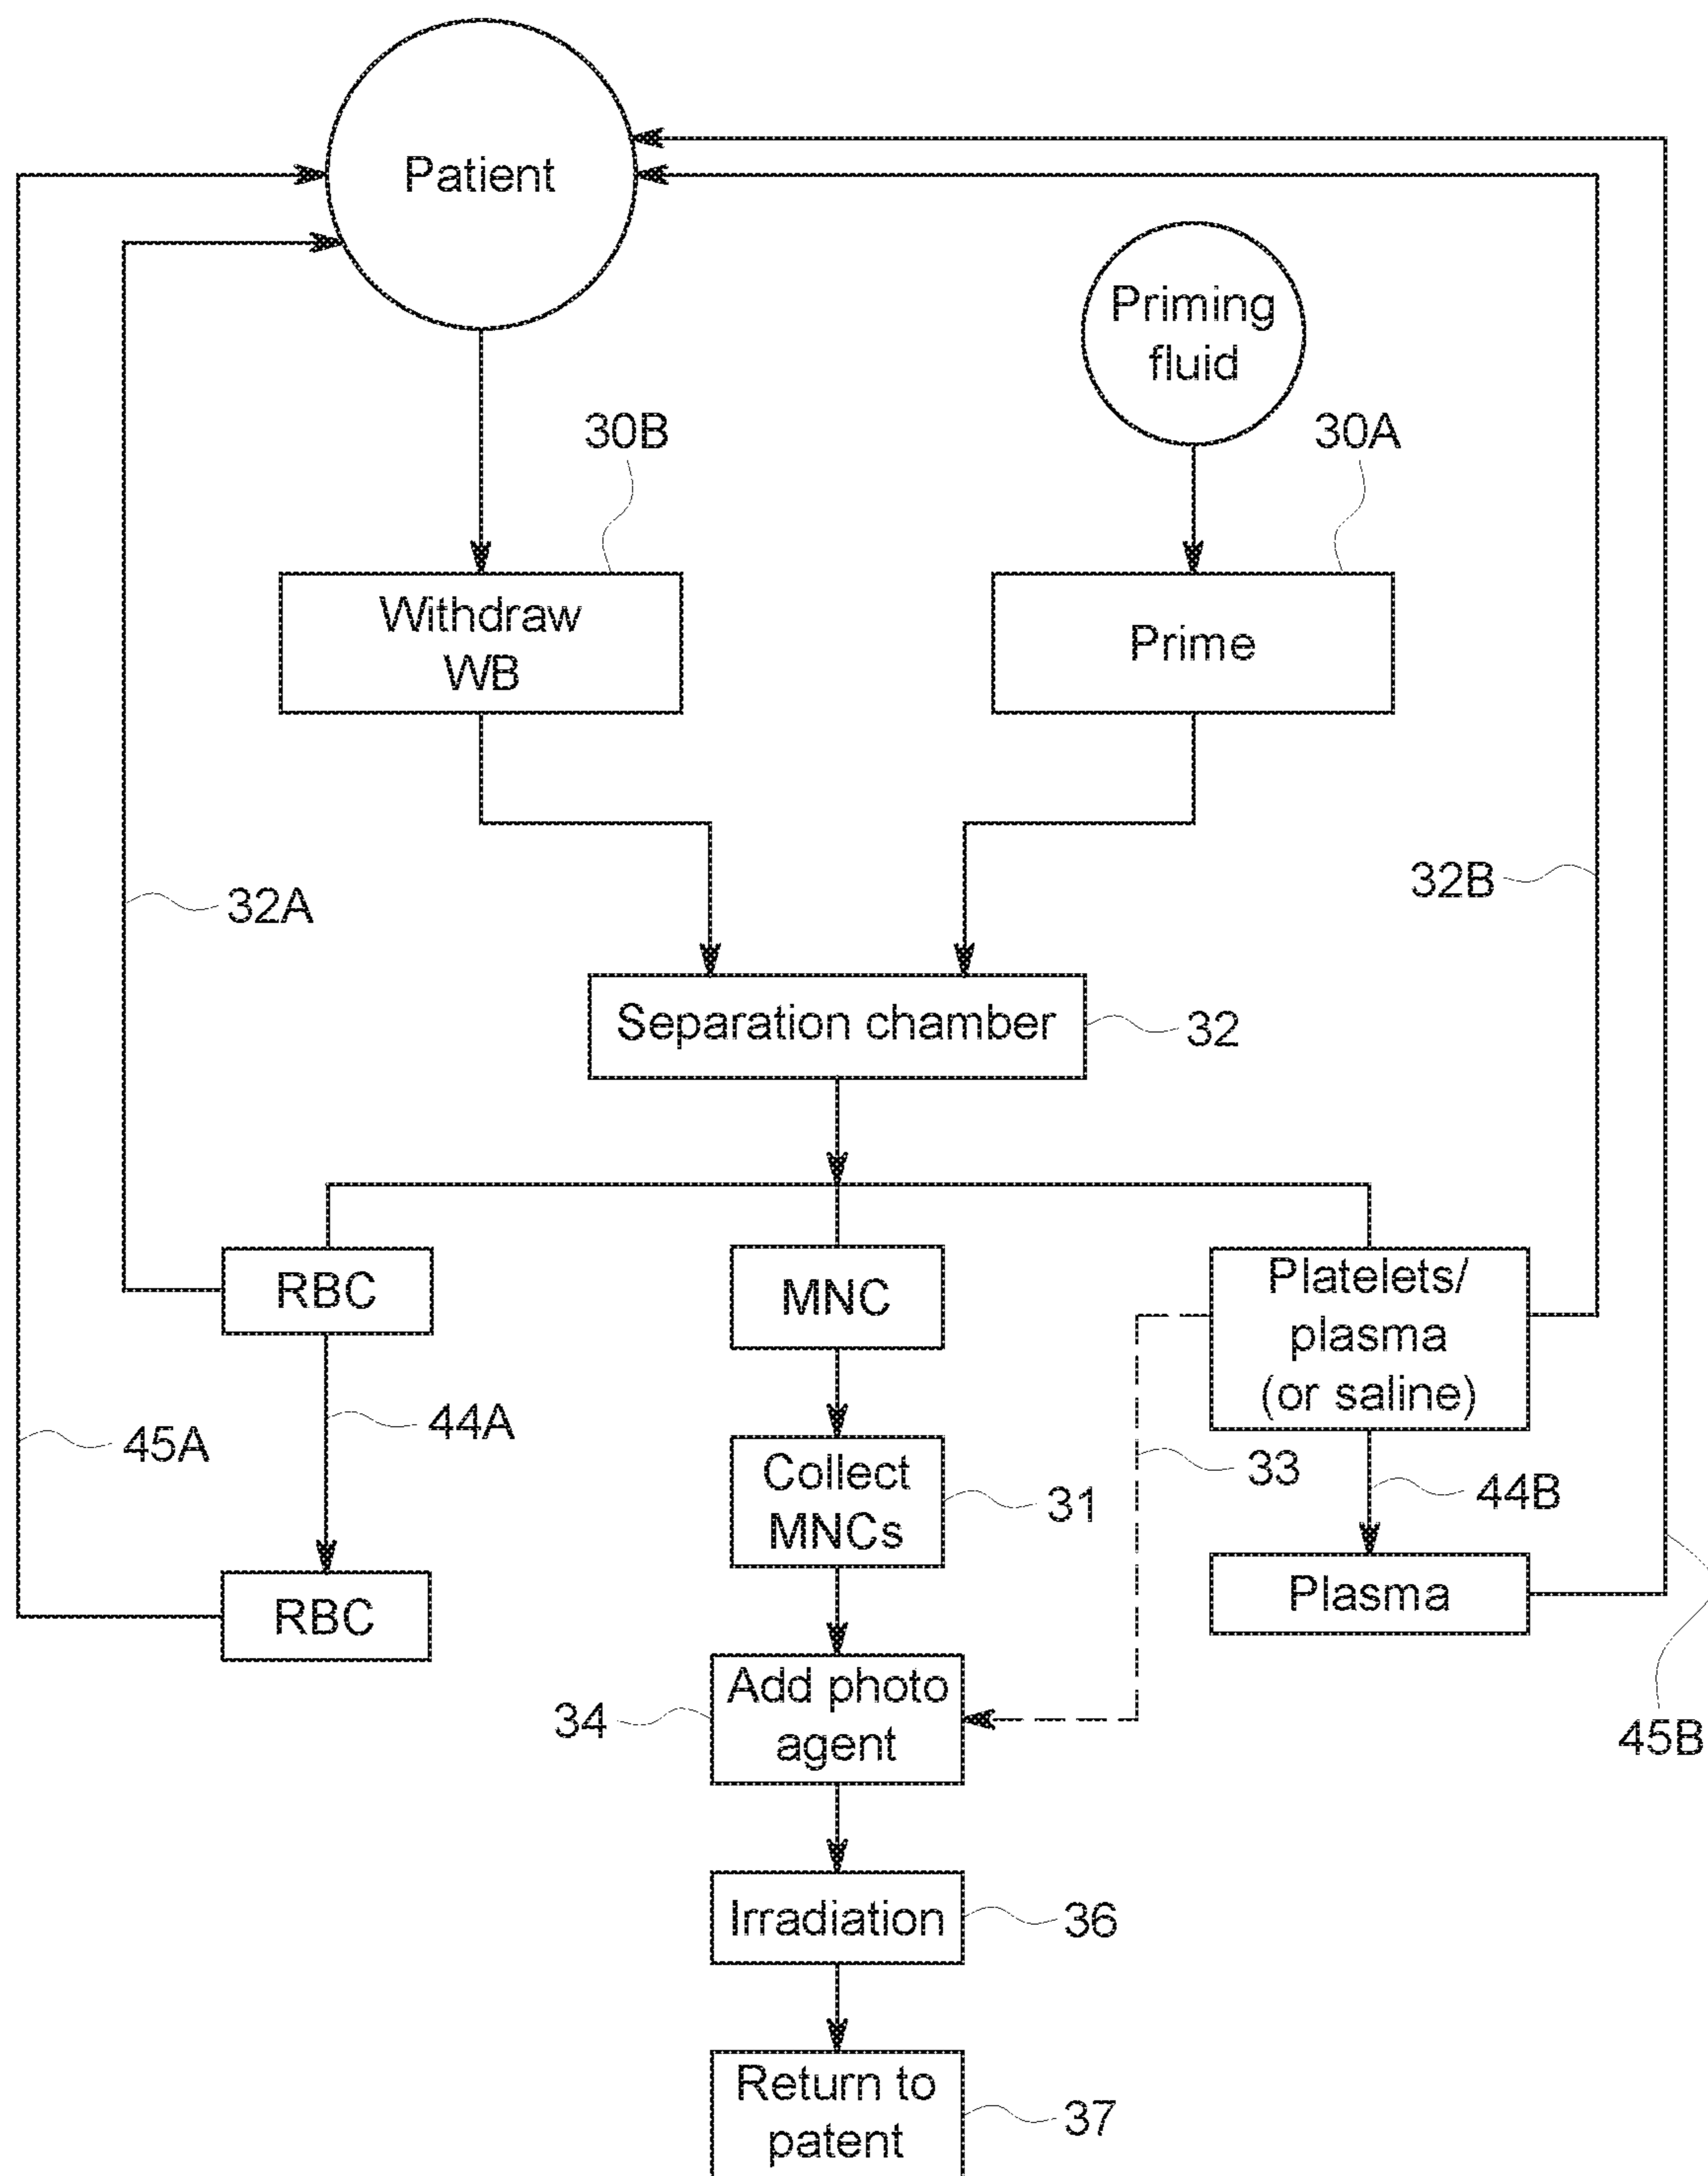 Patient
Priming
fluid
30B
30A
Withdraw
WB
Prime
32A
32B
Separation chamber
32
RBC
MNC
Platelets/
plasma
(or saline)
45A
44A
Collect
MNCs
31
33
44B
RBC
Plasma
Add photo
agent
34
45B
Irradiation
36
Return to
patent
37